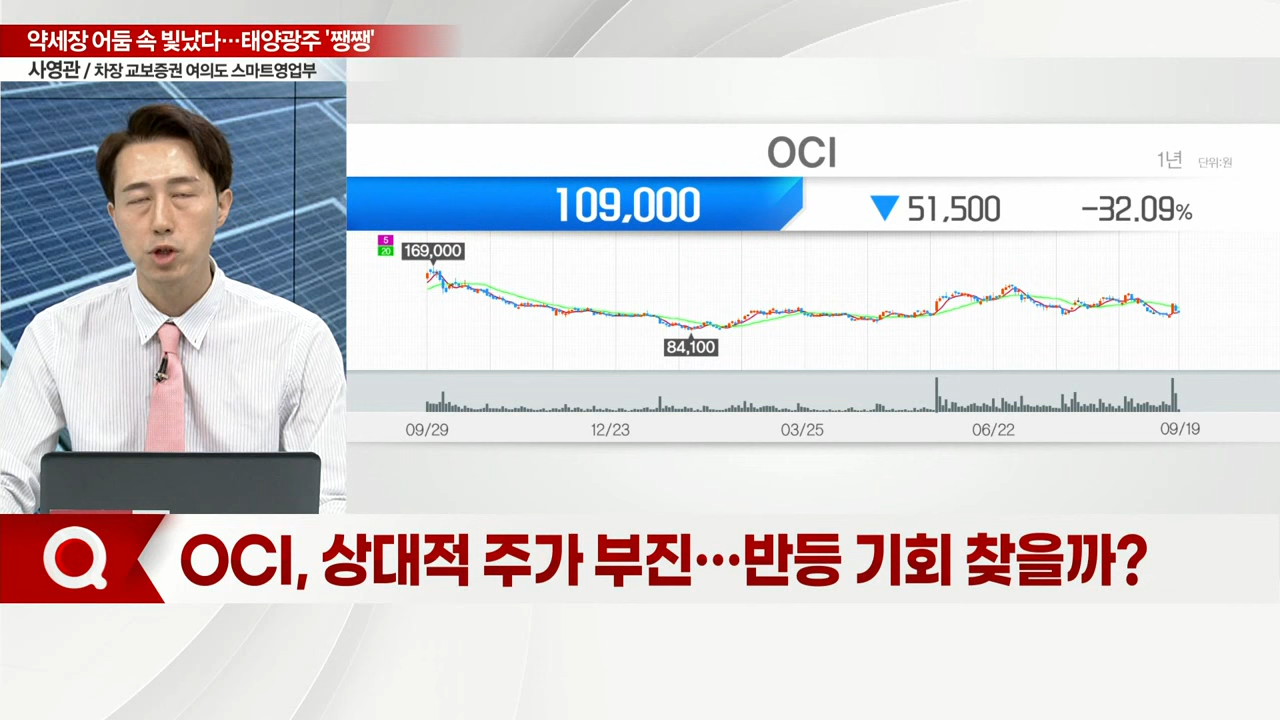 약세장 어둠 속 빛났다…태양광주 '쨍쨍'
사영관 / 차장 교보증권 여의도 스마트영업부
OCI
1년 단위:원
109,000 ▼ 51,500 -32.09%
5
20
169,000
84,100
09/29 12/23 03/25 06/22 09/19
Q OCI, 상대적 주가 부진…반등 기회 찾을까?